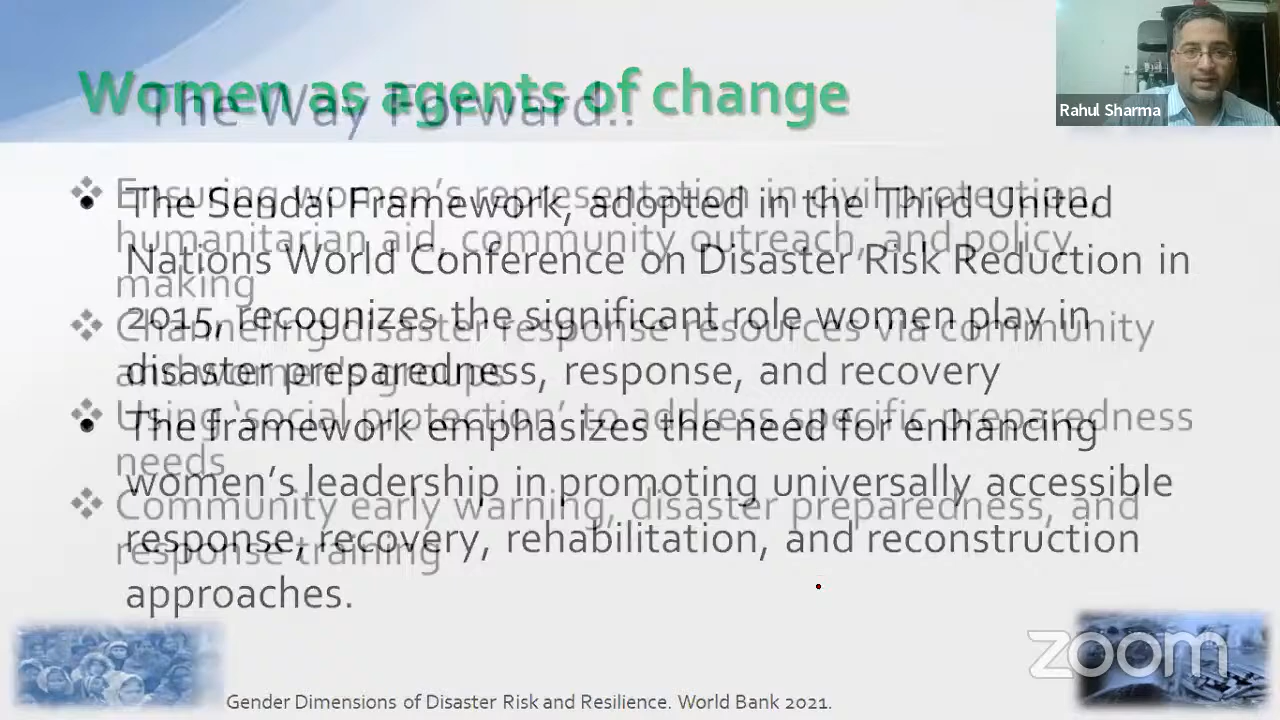 Women as agents of change
The Way Forward..
Rahul Sharma
• The Sendai Framework, adopted in the Third United
Nations World Conference on Disaster Risk Reduction in
2015, recognizes the significant role women play in
disaster preparedness, response, and recovery
• The framework emphasizes the need for enhancing
women’s leadership in promoting universally accessible
response, recovery, rehabilitation, and reconstruction
approaches.
❖ Ensuring women’s representation in civil protection,
humanitarian aid, community outreach, and policy
making
❖ Channeling disaster response resources via community
and women’s groups
❖ Using ‘social protection’ to address specific preparedness
needs
❖ Community early warning, disaster preparedness, and
response training
zoom
Gender Dimensions of Disaster Risk and Resilience. World Bank 2021.